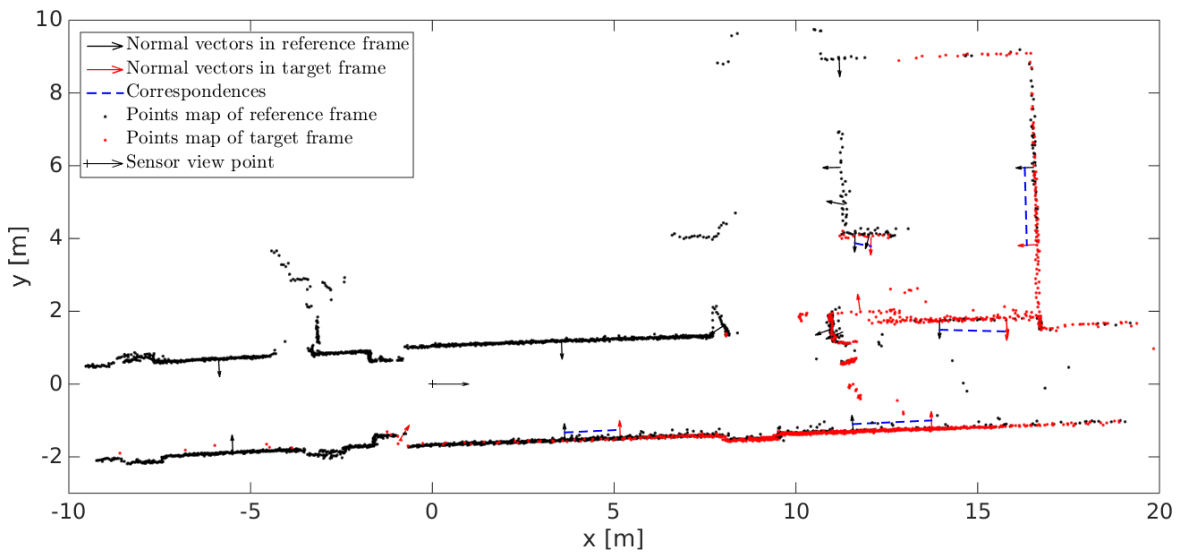 10
8
6
4
2
0
-2
y [m]
Normal vectors in reference frame
Normal vectors in target frame
Correspondences
Points map of reference frame
Points map of target frame
Sensor view point
-10 -5 0 5 10 15 20
x [m]